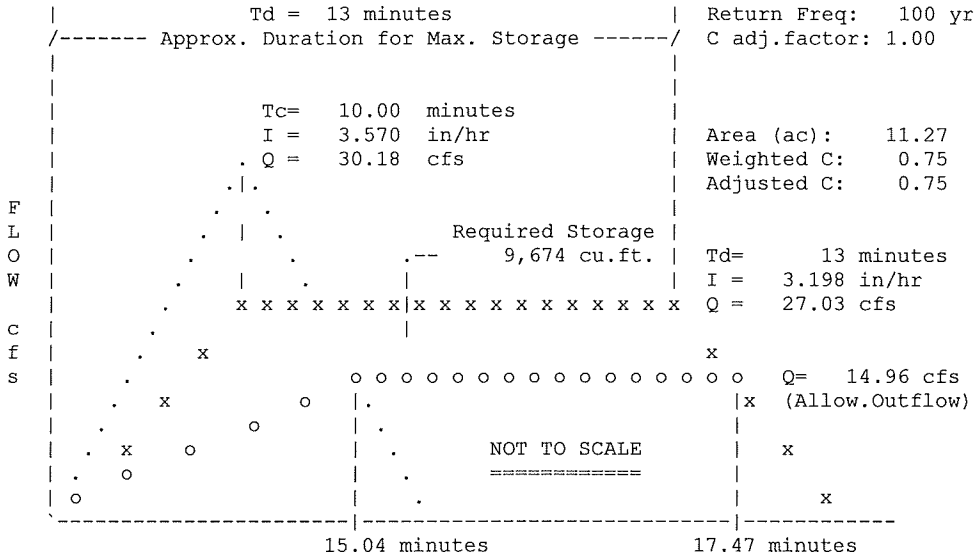 Td = 13 minutes Return Freq: 100 yr
/------- Approx. Duration for Max. Storage ------/ C adj.factor: 1.00
Tc= 10.00 minutes
I = 3.570 in/hr Area (ac): 11.27
Q = 30.18 cfs Weighted C: 0.75
Adjusted C: 0.75
FLOW cfs
Required Storage
9,674 cu.ft. Td= 13 minutes
I = 3.198 in/hr
x x x x x x x x x x x x x x x x x x Q = 27.03 cfs
x x
o o o o o o o o o o o o o o o o Q= 14.96 cfs
x o x (Allow.Outflow)
o
x o NOT TO SCALE x
o ============
o x
15.04 minutes 17.47 minutes